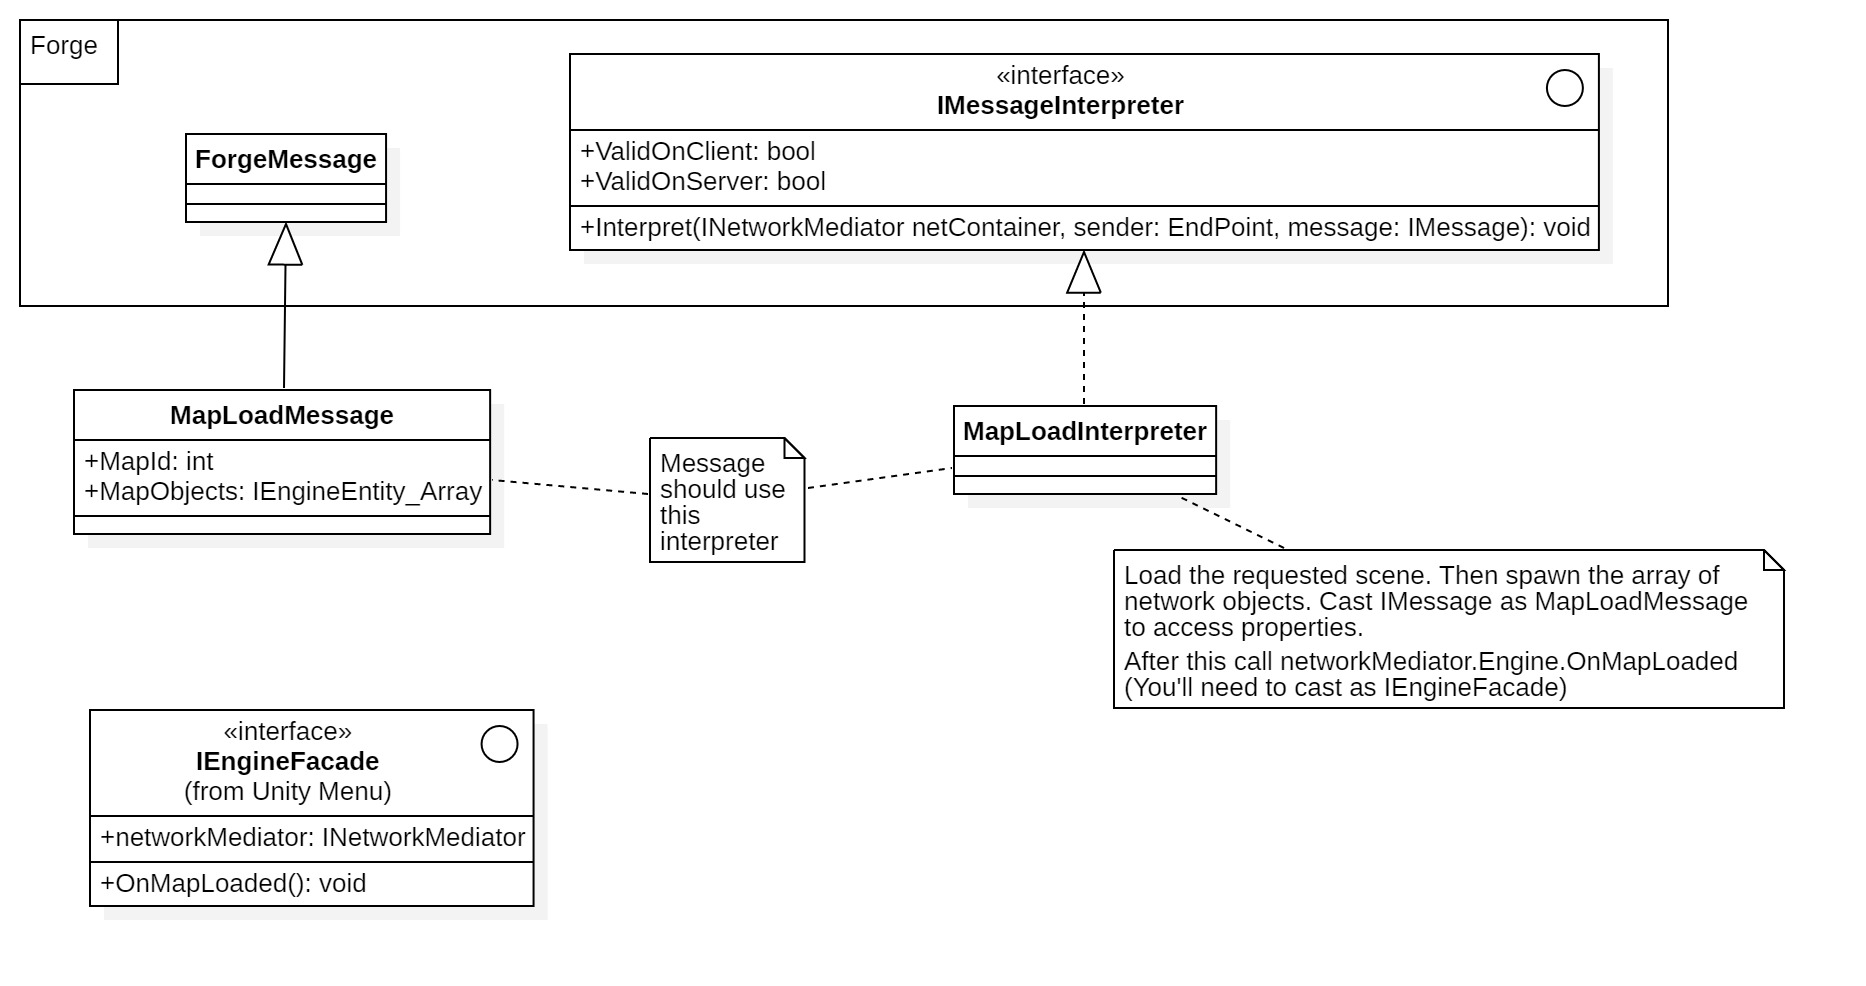 Forge
«interface»
IMessageInterpreter
+ValidOnClient: bool
+ValidOnServer: bool
+Interpret(INetworkMediator netContainer, sender: EndPoint, message: IMessage): void
ForgeMessage
MapLoadMessage
+MapId: int
+MapObjects: IEngineEntity_Array
Message
should use
this
interpreter
MapLoadInterpreter
Load the requested scene. Then spawn the array of
network objects. Cast IMessage as MapLoadMessage
to access properties.
After this call networkMediator.Engine.OnMapLoaded
(You'll need to cast as IEngineFacade)
«interface»
IEngineFacade
(from Unity Menu)
+networkMediator: INetworkMediator
+OnMapLoaded(): void